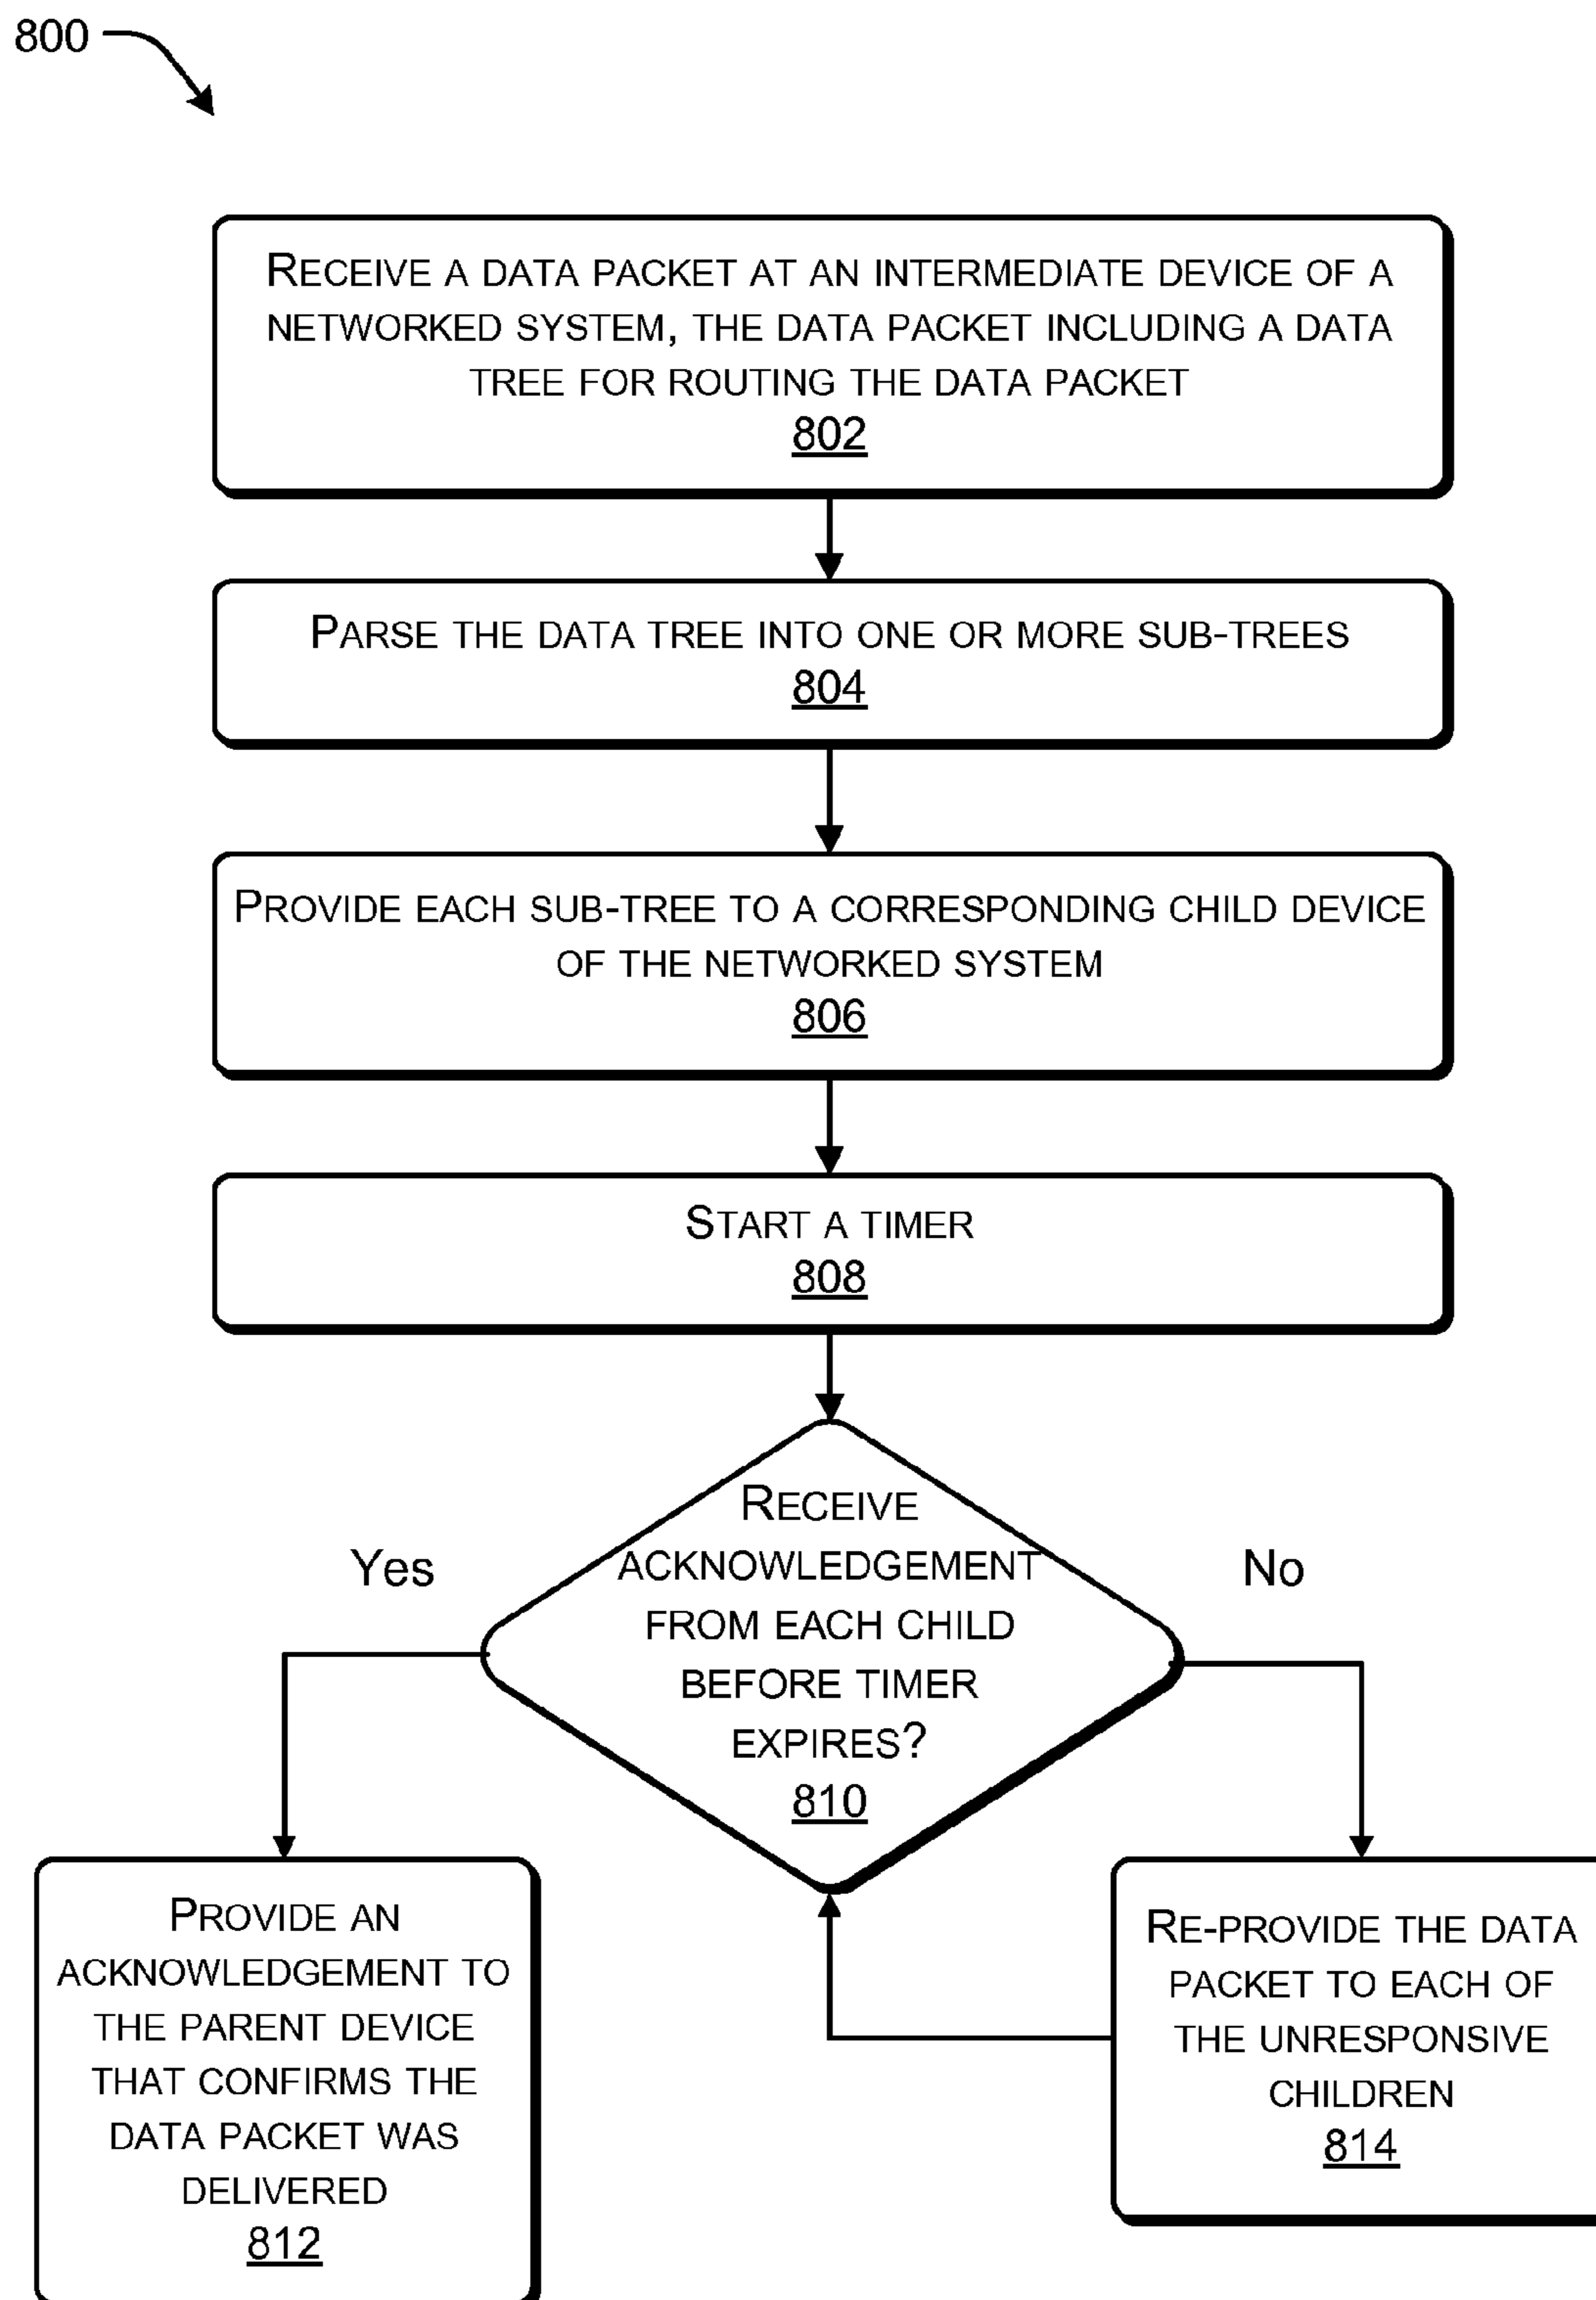 800
RECEIVE A DATA PACKET AT AN INTERMEDIATE DEVICE OF A
NETWORKED SYSTEM, THE DATA PACKET INCLUDING A DATA
TREE FOR ROUTING THE DATA PACKET
802
PARSE THE DATA TREE INTO ONE OR MORE SUB-TREES
804
PROVIDE EACH SUB-TREE TO A CORRESPONDING CHILD DEVICE
OF THE NETWORKED SYSTEM
806
START A TIMER
808
RECEIVE
ACKNOWLEDGEMENT
FROM EACH CHILD
BEFORE TIMER
EXPIRES?
810
Yes
No
PROVIDE AN
ACKNOWLEDGEMENT TO
THE PARENT DEVICE
THAT CONFIRMS THE
DATA PACKET WAS
DELIVERED
812
RE-PROVIDE THE DATA
PACKET TO EACH OF
THE UNRESPONSIVE
CHILDREN
814